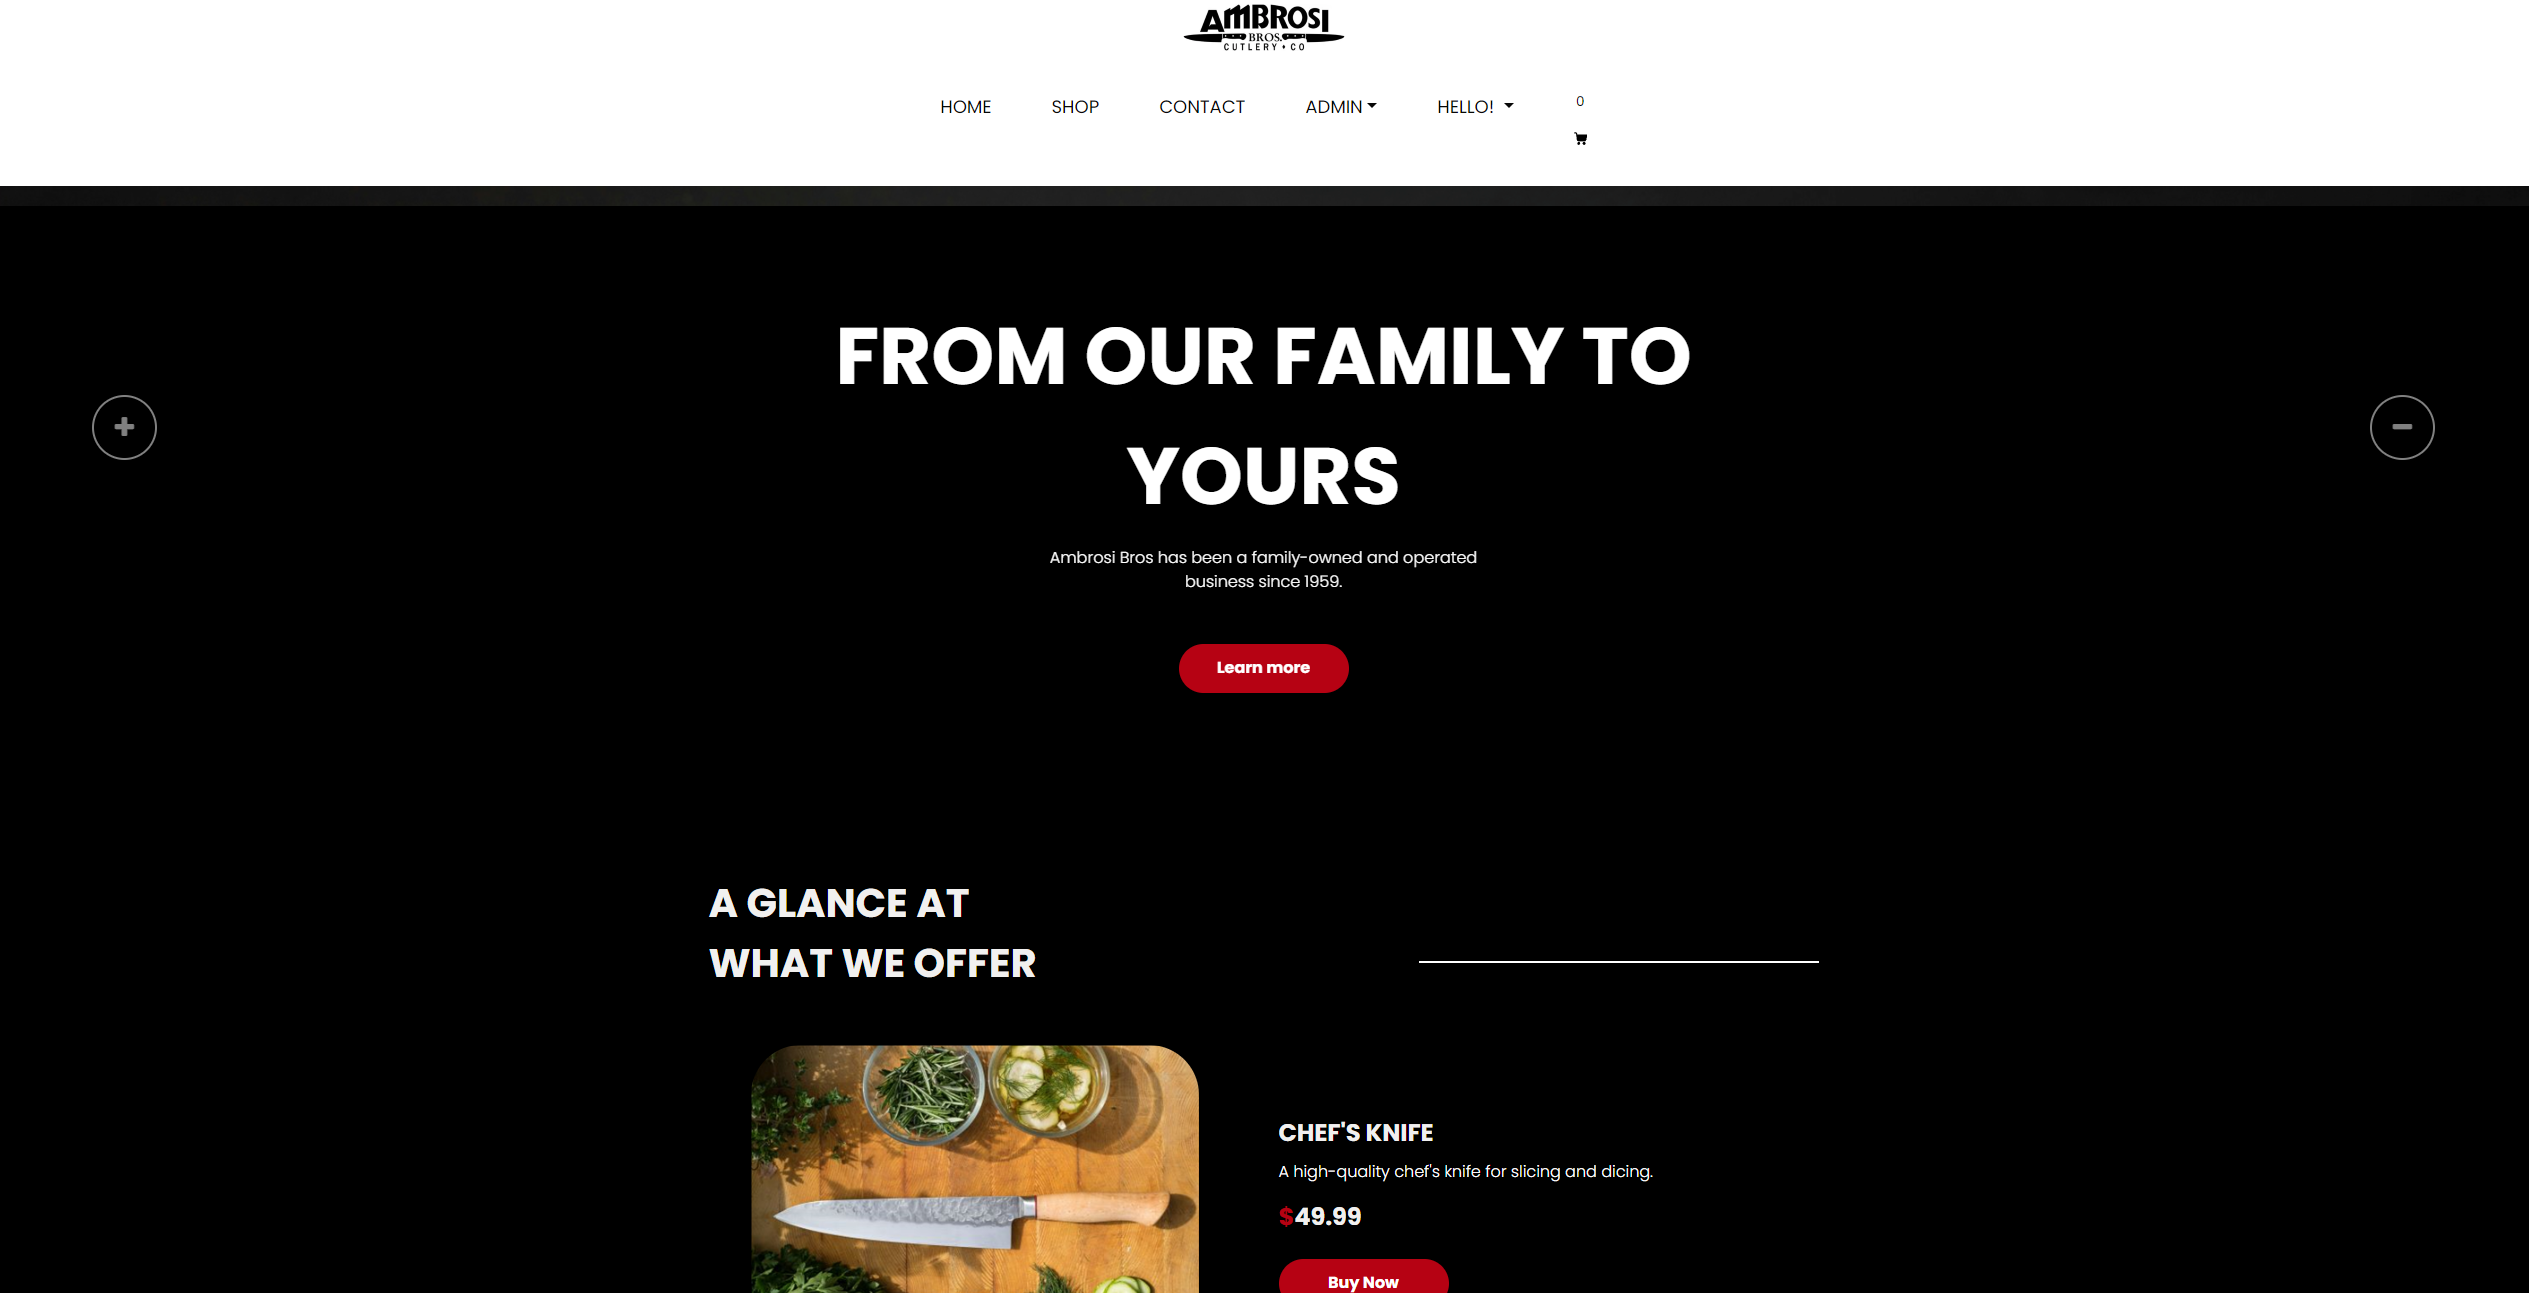 AMBROSI
BROS.
CUTLERY • CO
HOME SHOP CONTACT ADMIN HELLO! 0
FROM OUR FAMILY TO
YOURS
Ambrosi Bros has been a family-owned and operated
business since 1959.
Learn more
A GLANCE AT
WHAT WE OFFER
CHEF'S KNIFE
A high-quality chef's knife for slicing and dicing.
$49.99
Buy Now